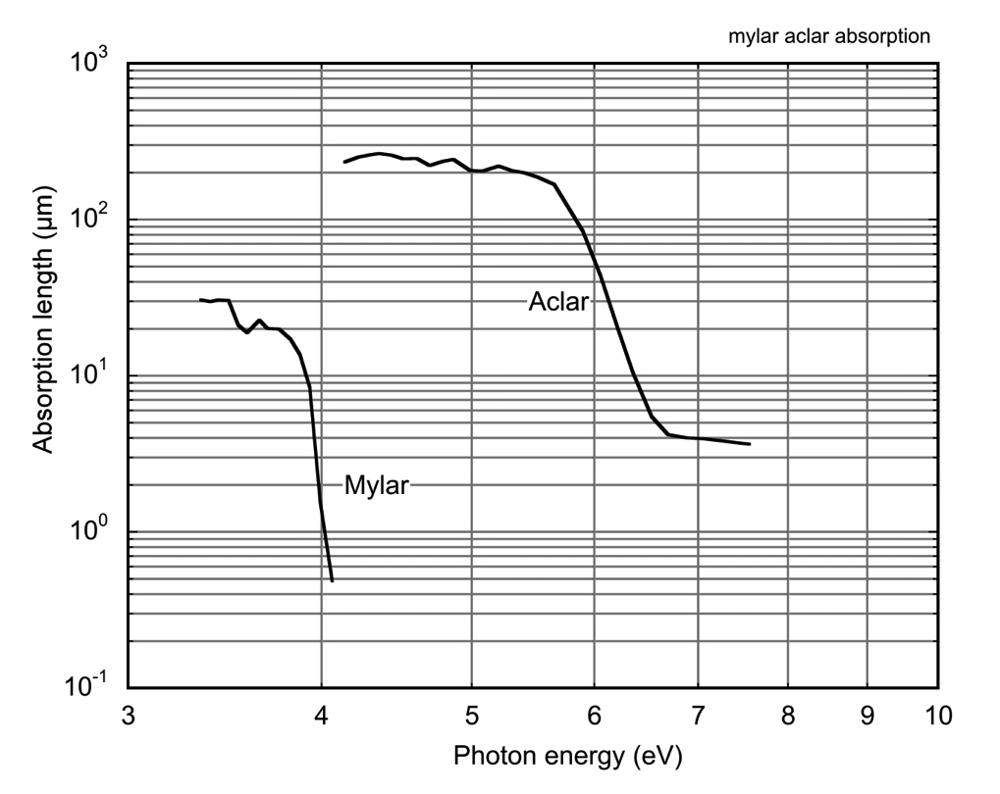 mylar aclar absorption
10³
10²
10¹
10⁰
10⁻¹
Absorption length (µm)
Aclar
Mylar
3 4 5 6 7 8 9 10
Photon energy (eV)